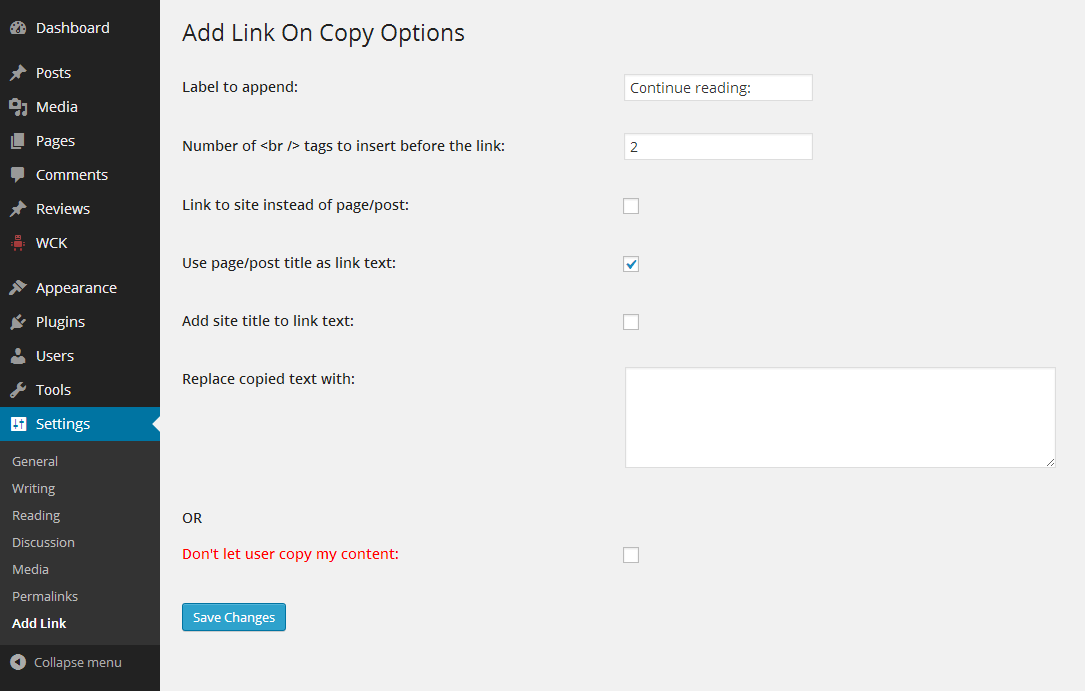 Dashboard
Posts
Media
Pages
Comments
Reviews
WCK
Appearance
Plugins
Users
Tools
Settings
General
Writing
Reading
Discussion
Media
Permalinks
Add Link
Collapse menu
Add Link On Copy Options
Label to append: Continue reading:
Number of <br /> tags to insert before the link: 2
Link to site instead of page/post:
Use page/post title as link text:
Add site title to link text:
Replace copied text with:
OR
Don't let user copy my content:
Save Changes